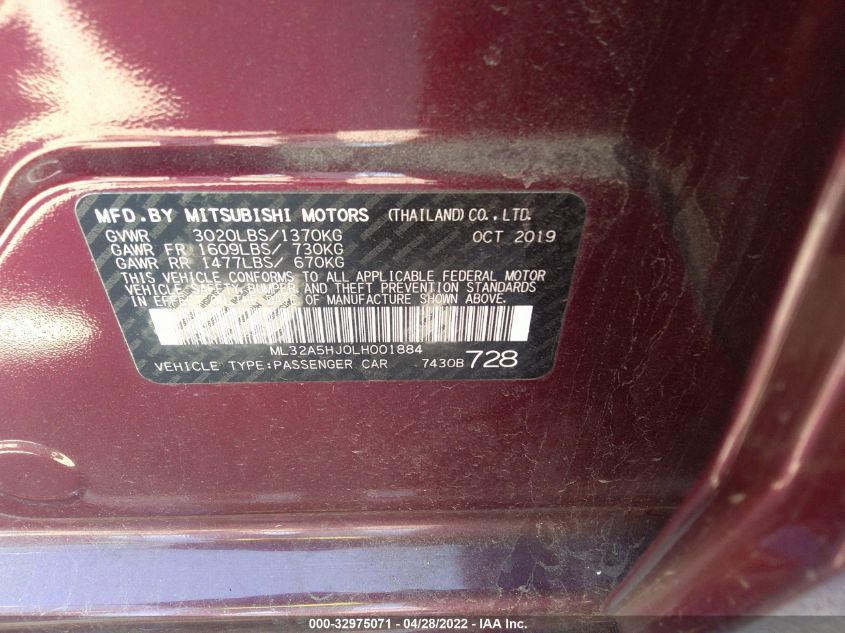 MFD.BY MITSUBISHI MOTORS (THAILAND)CO.,LTD.
GVWR 3020LBS/1370KG OCT 2019
GAWR FR 1609LBS/ 730KG
GAWR RR 1477LBS/ 670KG
THIS VEHICLE CONFORMS TO ALL APPLICABLE FEDERAL MOTOR
VEHICLE SAFETY, BUMPER, AND THEFT PREVENTION STANDARDS
IN EFFECT ON THE DATE OF MANUFACTURE SHOWN ABOVE.
ML32A5HJ0LH001884
VEHICLE TYPE:PASSENGER CAR 7430B 728
000-32975071 | 04/28/2022 - IAA Inc.